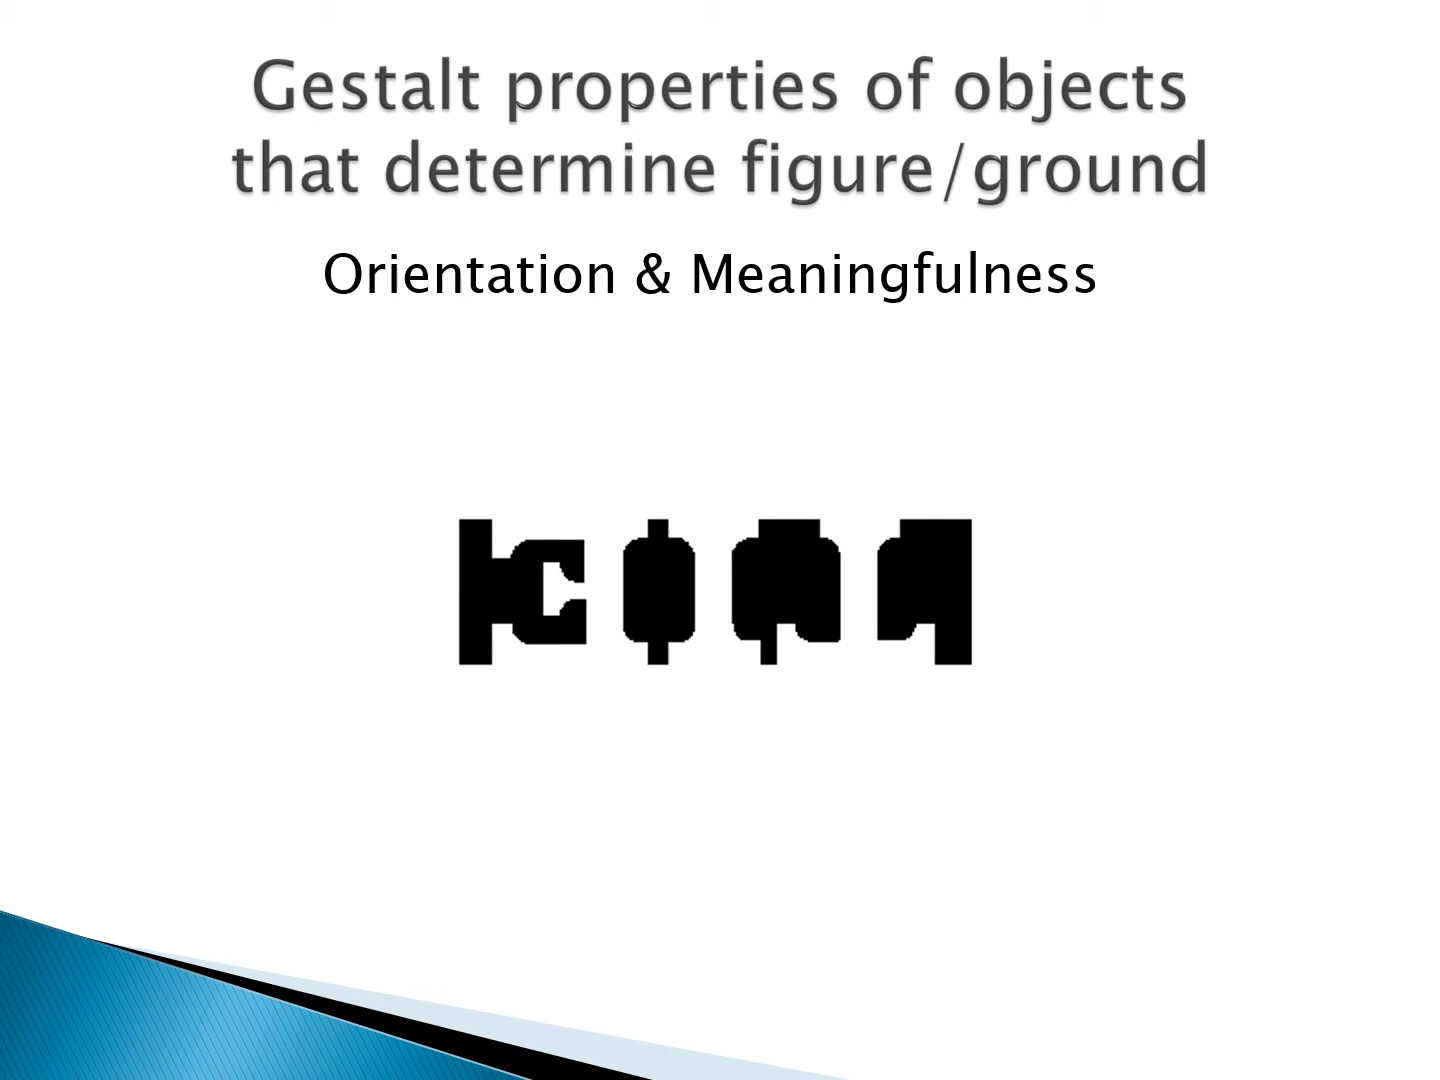 Gestalt properties of objects
that determine figure/ground
Orientation & Meaningfulness